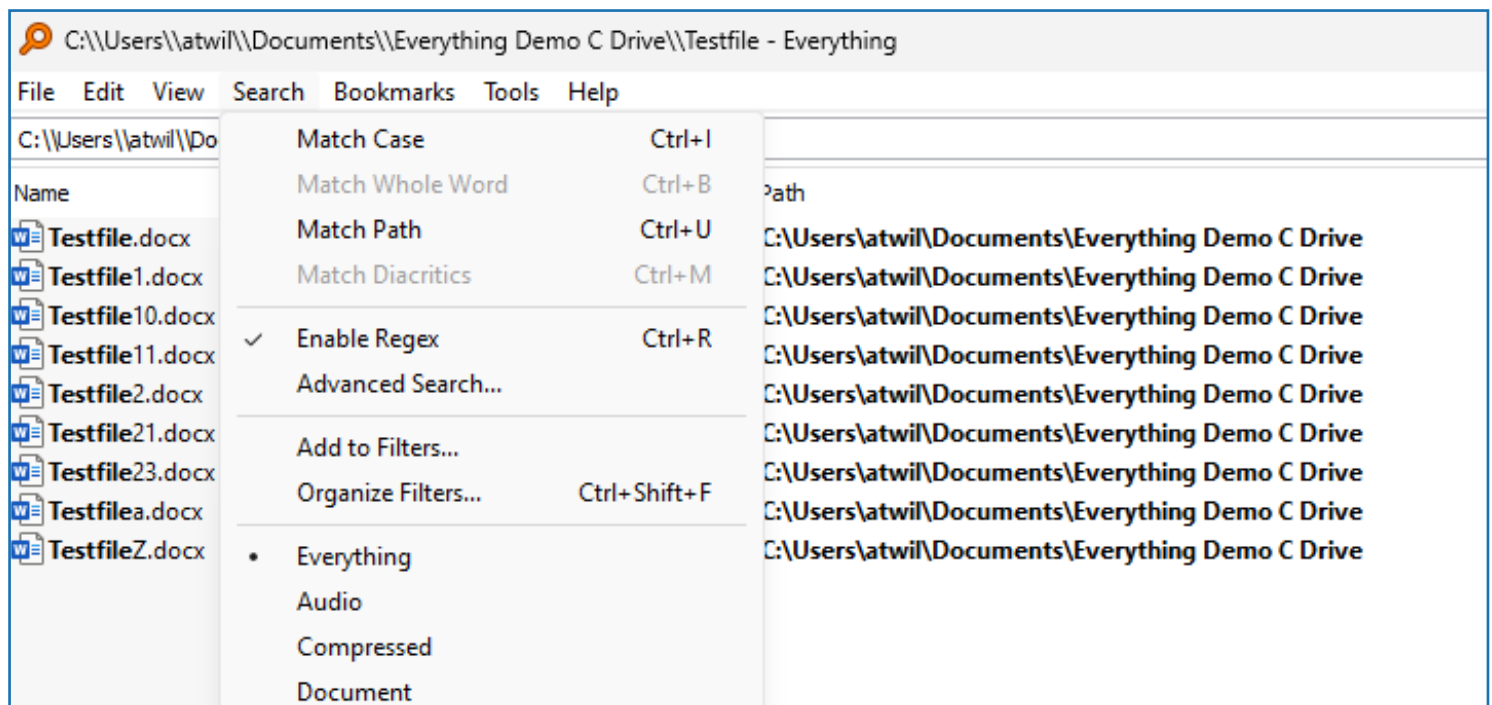 C:\\Users\\atwil\\Documents\\Everything Demo C Drive\\Testfile - Everything
File Edit View Search Bookmarks Tools Help
C:\\Users\\atwil\\Do
Match Case Ctrl+I
Match Whole Word Ctrl+B
Match Path Ctrl+U
Match Diacritics Ctrl+M
Enable Regex Ctrl+R
Advanced Search...
Add to Filters...
Organize Filters... Ctrl+Shift+F
Everything
Audio
Compressed
Document
Name Path
Testfile.docx C:\Users\atwil\Documents\Everything Demo C Drive
Testfile1.docx C:\Users\atwil\Documents\Everything Demo C Drive
Testfile10.docx C:\Users\atwil\Documents\Everything Demo C Drive
Testfile11.docx C:\Users\atwil\Documents\Everything Demo C Drive
Testfile2.docx C:\Users\atwil\Documents\Everything Demo C Drive
Testfile21.docx C:\Users\atwil\Documents\Everything Demo C Drive
Testfile23.docx C:\Users\atwil\Documents\Everything Demo C Drive
Testfilea.docx C:\Users\atwil\Documents\Everything Demo C Drive
TestfileZ.docx C:\Users\atwil\Documents\Everything Demo C Drive